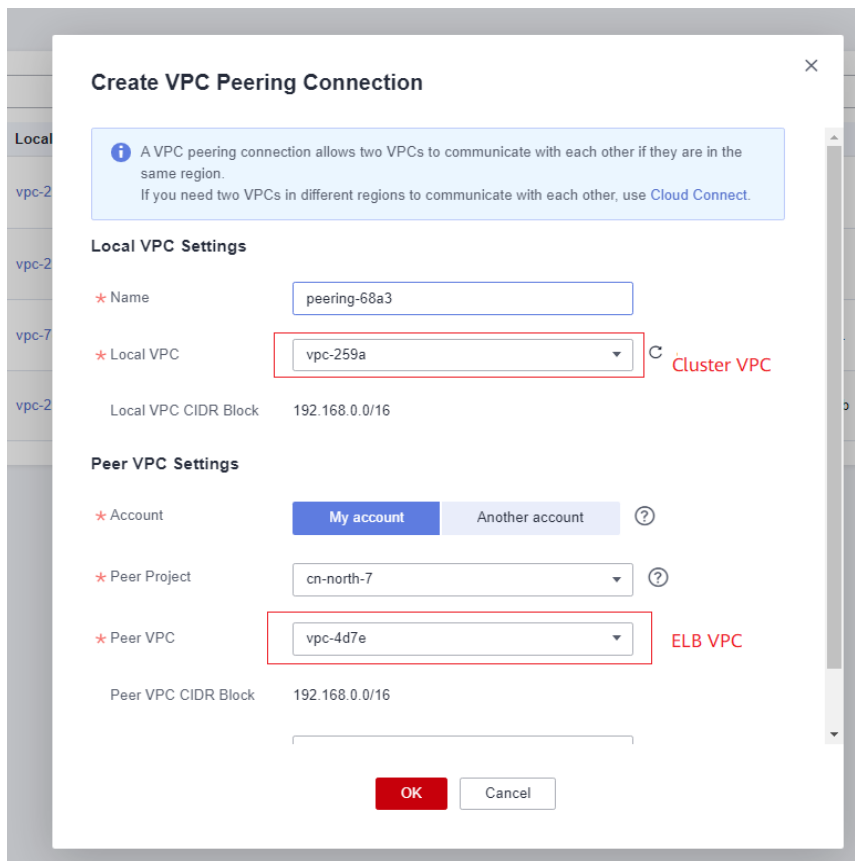 Create VPC Peering Connection
A VPC peering connection allows two VPCs to communicate with each other if they are in the
same region.
If you need two VPCs in different regions to communicate with each other, use Cloud Connect.
Local
vpc-2
vpc-2
vpc-7
vpc-2
Local VPC Settings
* Name
peering-68a3
* Local VPC
vpc-259a
Cluster VPC
Local VPC CIDR Block
192.168.0.0/16
Peer VPC Settings
* Account
My account
Another account
?
* Peer Project
cn-north-7
?
* Peer VPC
vpc-4d7e
ELB VPC
Peer VPC CIDR Block
192.168.0.0/16
OK
Cancel